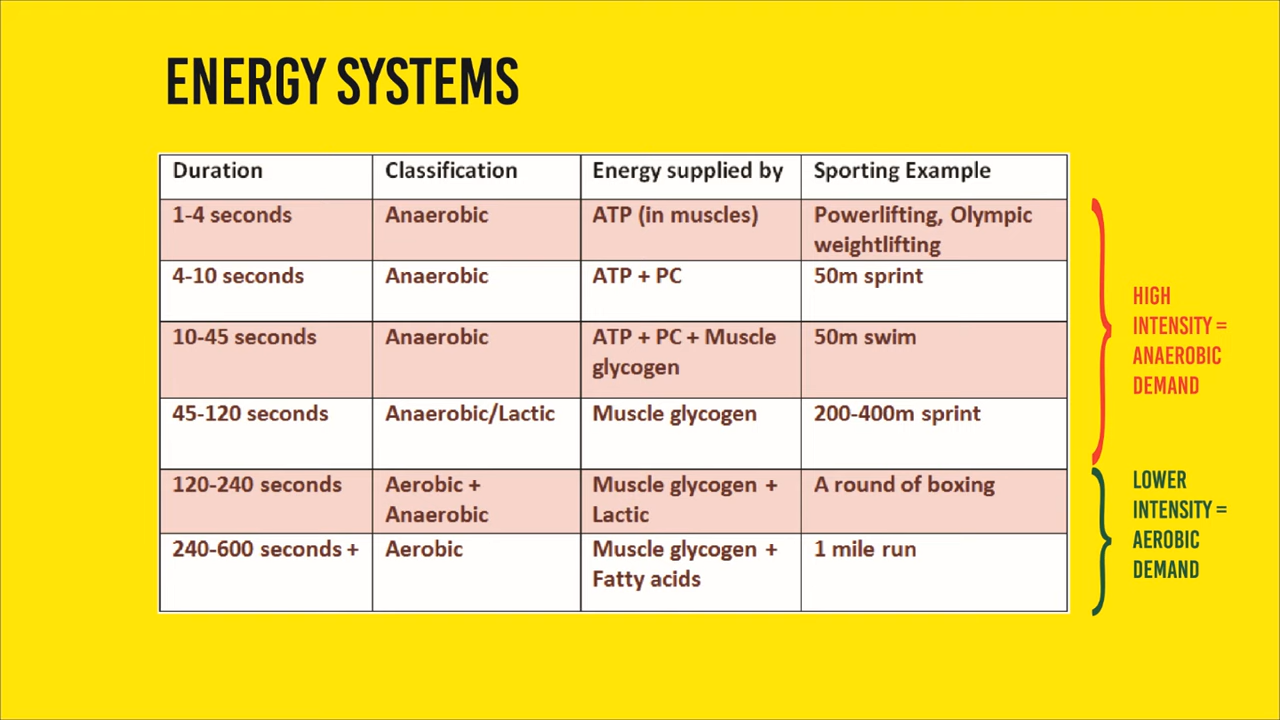 ENERGY SYSTEMS
Duration Classification Energy supplied by Sporting Example
1-4 seconds Anaerobic ATP (in muscles) Powerlifting, Olympic
weightlifting
4-10 seconds Anaerobic ATP + PC 50m sprint
10-45 seconds Anaerobic ATP + PC + Muscle 50m swim
glycogen
45-120 seconds Anaerobic/Lactic Muscle glycogen 200-400m sprint
120-240 seconds Aerobic + Muscle glycogen + A round of boxing
Anaerobic Lactic
240-600 seconds + Aerobic Muscle glycogen + 1 mile run
Fatty acids
HIGH
INTENSITY =
ANAEROBIC
DEMAND
LOWER
INTENSITY =
AEROBIC
DEMAND